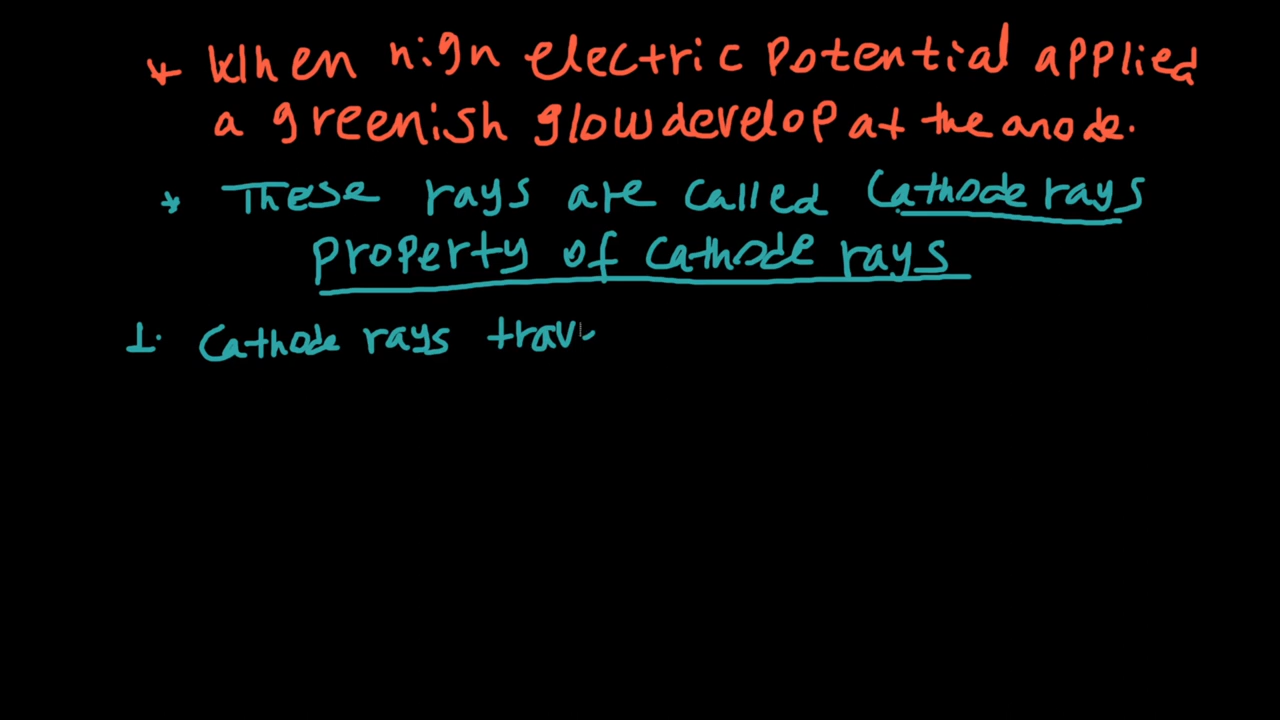 * When high electric potential applied
a greenish glow develop at the anode.
* These rays are called Cathode rays
property of cathode rays
1. Cathode rays trav